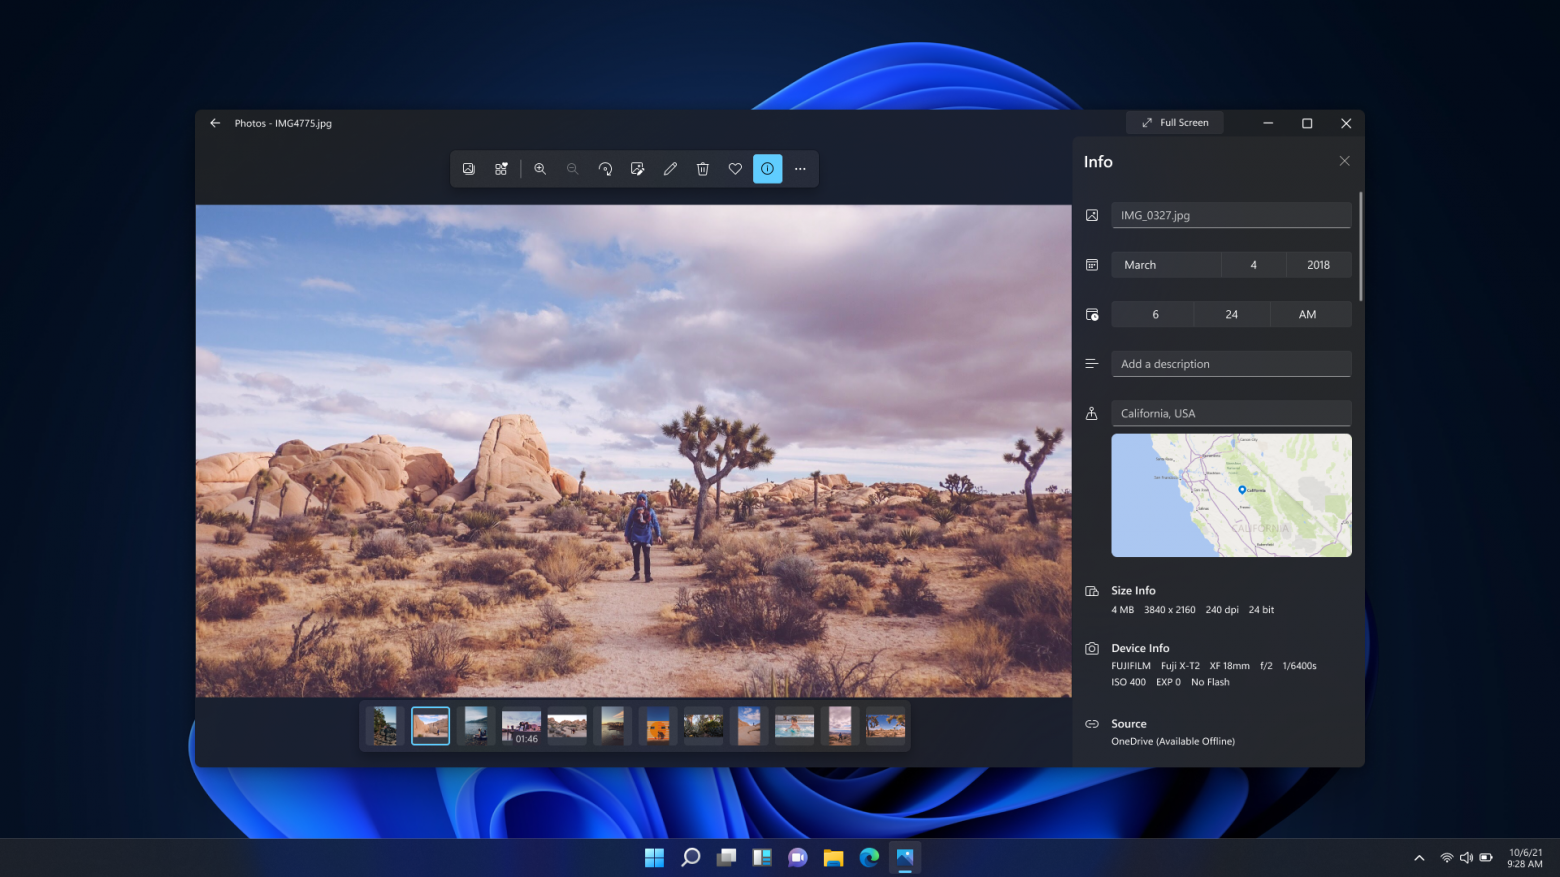 Photos - IMG4775.jpg
Full Screen
Info
IMG_0327.jpg
March 4 2018
6 24 AM
Add a description
California, USA
California
CALIFORNIA
Size Info
4 MB 3840 x 2160 240 dpi 24 bit
Device Info
FUJIFILM Fuji X-T2 XF 18mm f/2 1/6400s
ISO 400 EXP 0 No Flash
Source
OneDrive (Available Offline)
01:46
10/6/21
9:28 AM